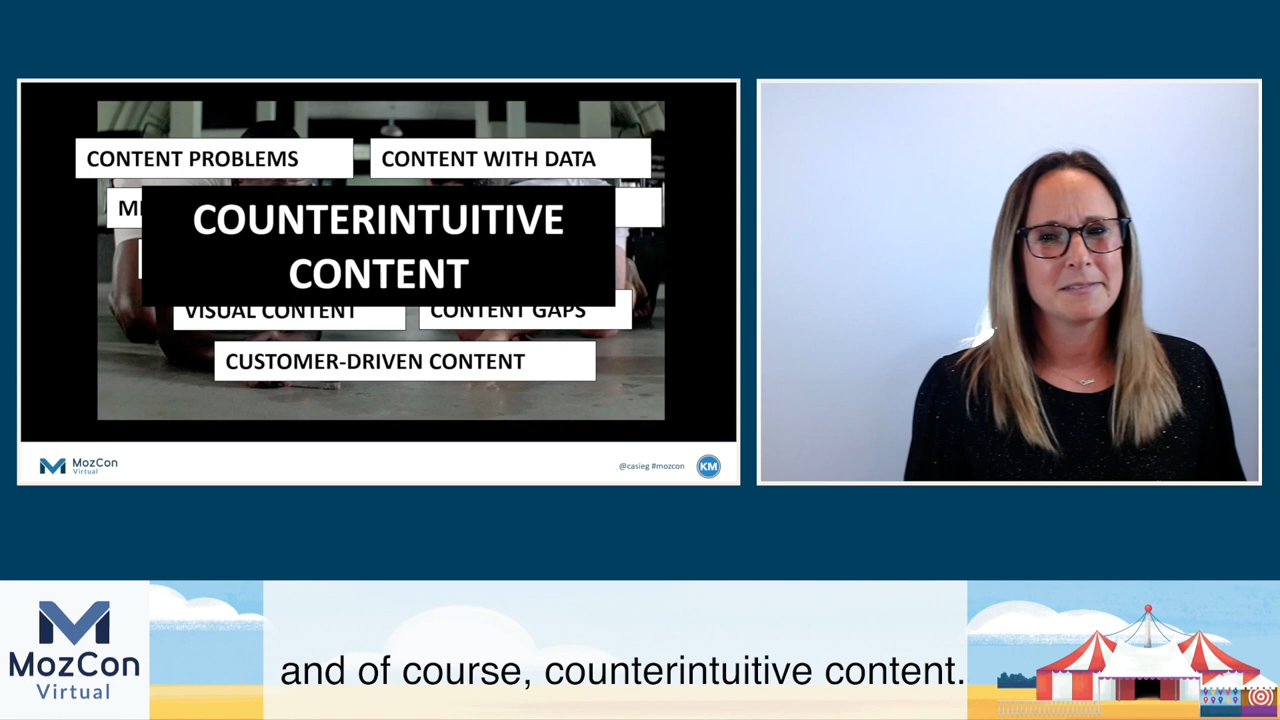 CONTENT PROBLEMS
CONTENT WITH DATA
COUNTERINTUITIVE
CONTENT
VISUAL CONTENT
CONTENT GAPS
CUSTOMER-DRIVEN CONTENT
MozCon
Virtual
@casieg #mozcon
KM
MozCon
Virtual
and of course, counterintuitive content.